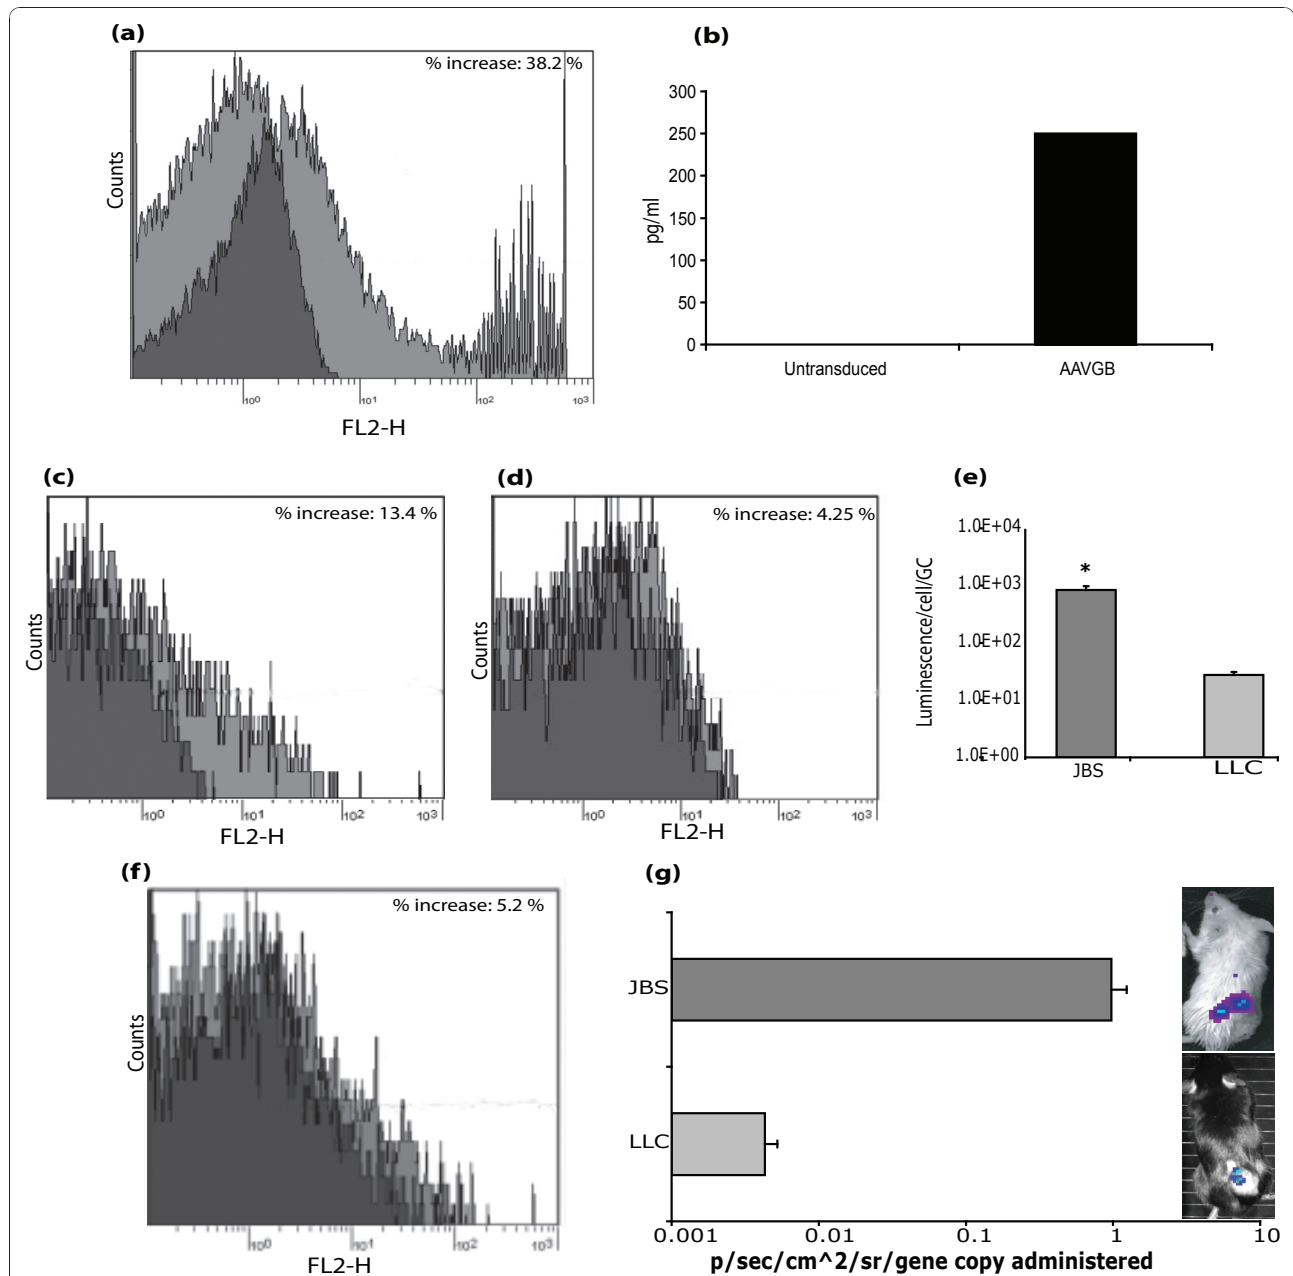 (a)
% increase: 38.2 %
Counts
10⁰ 10¹ 10² 10³
FL2-H
(b)
300
250
200
150
100
50
0
pg/ml
Untransduced AAVGB
(c)
% increase: 13.4 %
Counts
10⁰ 10¹ 10² 10³
FL2-H
(d)
% increase: 4.25 %
Counts
10⁰ 10¹ 10² 10³
FL2-H
(e)
Luminescence/cell/GC
1.0E+04
1.0E+03
1.0E+02
1.0E+01
1.0E+00
*
JBS LLC
(f)
% increase: 5.2 %
Counts
10⁰ 10¹ 10² 10³
FL2-H
(g)
JBS
LLC
0.001 0.01 0.1 1 10
p/sec/cm^2/sr/gene copy administered